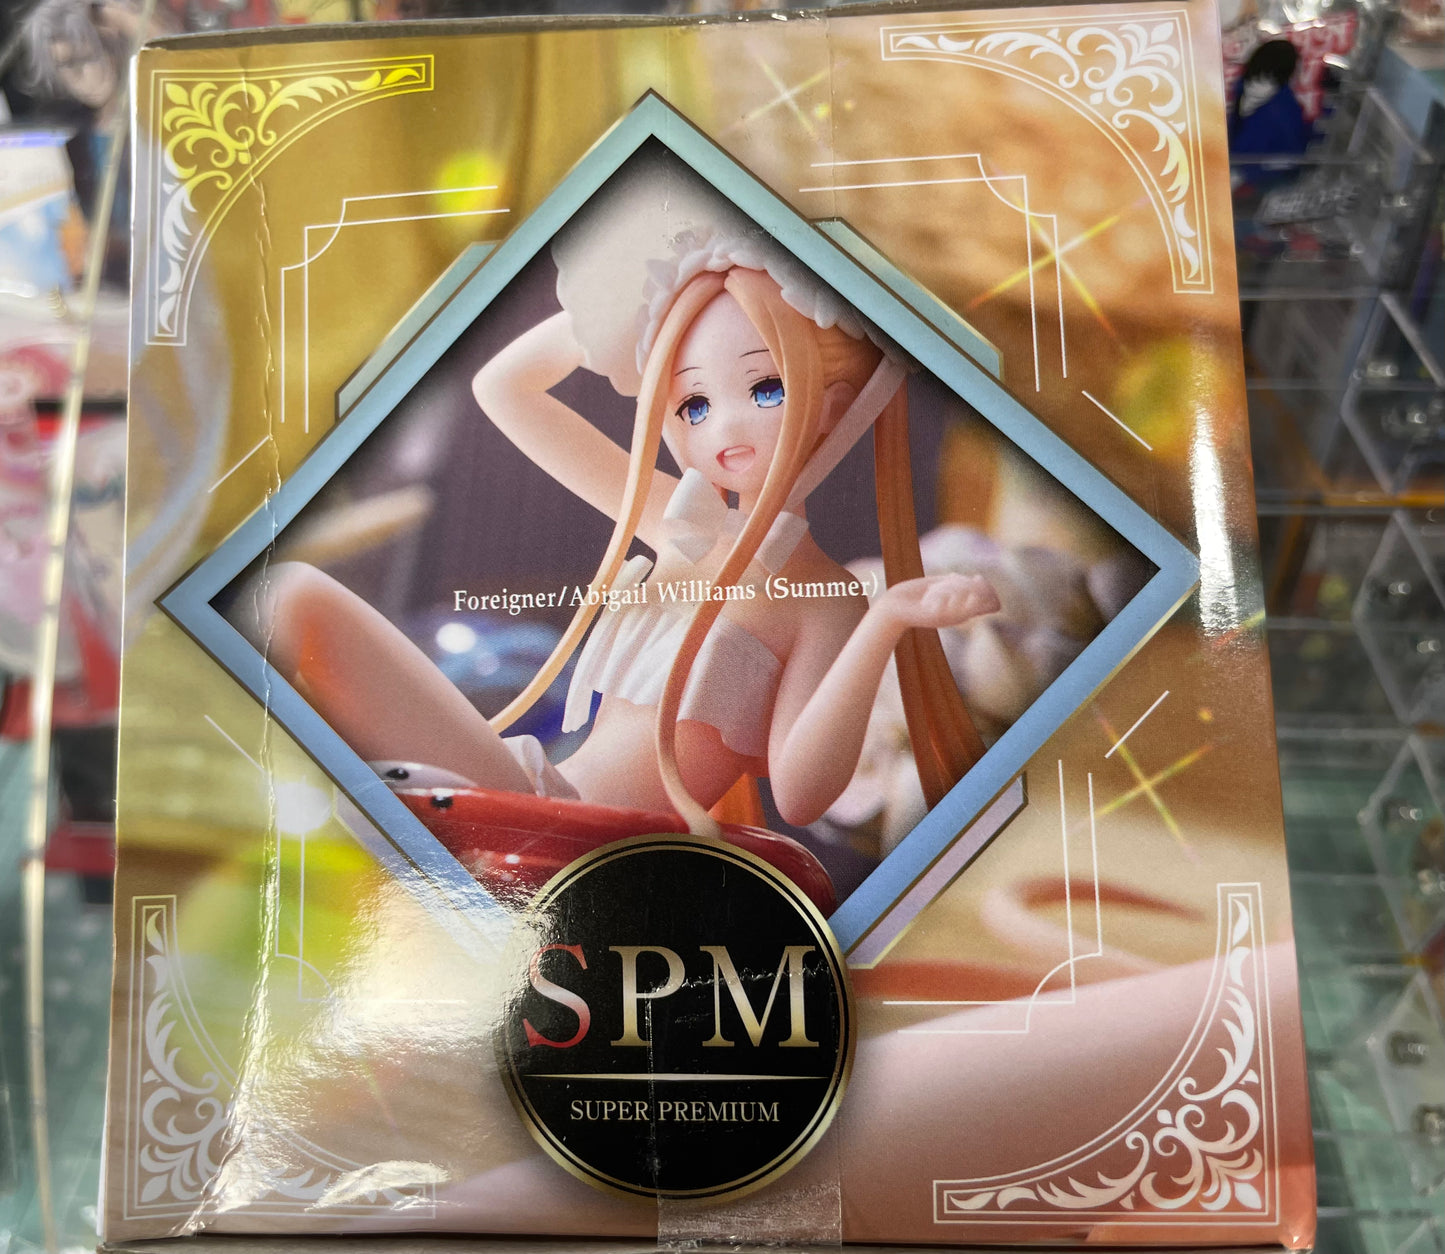 Foreigner/Abigail Williams (Summer)
SPM
SUPER PREMIUM